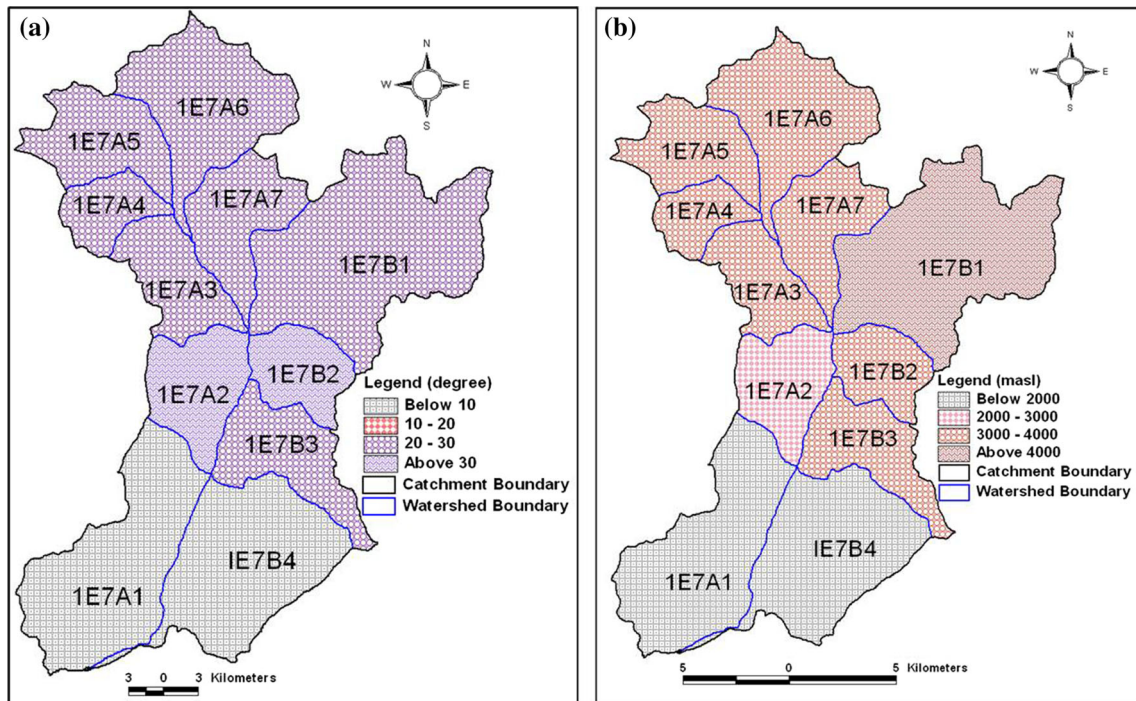 (a)
N
W E
S
1E7A6
1E7A5
1E7A4
1E7A7
1E7A3
1E7B1
1E7A2
1E7B2
1E7B3
1E7A1
IE7B4
Legend (degree)
Below 10
10 - 20
20 - 30
Above 30
Catchment Boundary
Watershed Boundary
3 0 3 Kilometers
(b)
N
W E
S
1E7A6
1E7A5
1E7A4
1E7A7
1E7A3
1E7B1
1E7A2
1E7B2
1E7B3
1E7A1
IE7B4
Legend (masl)
Below 2000
2000 - 3000
3000 - 4000
Above 4000
Catchment Boundary
Watershed Boundary
5 0 5 Kilometers